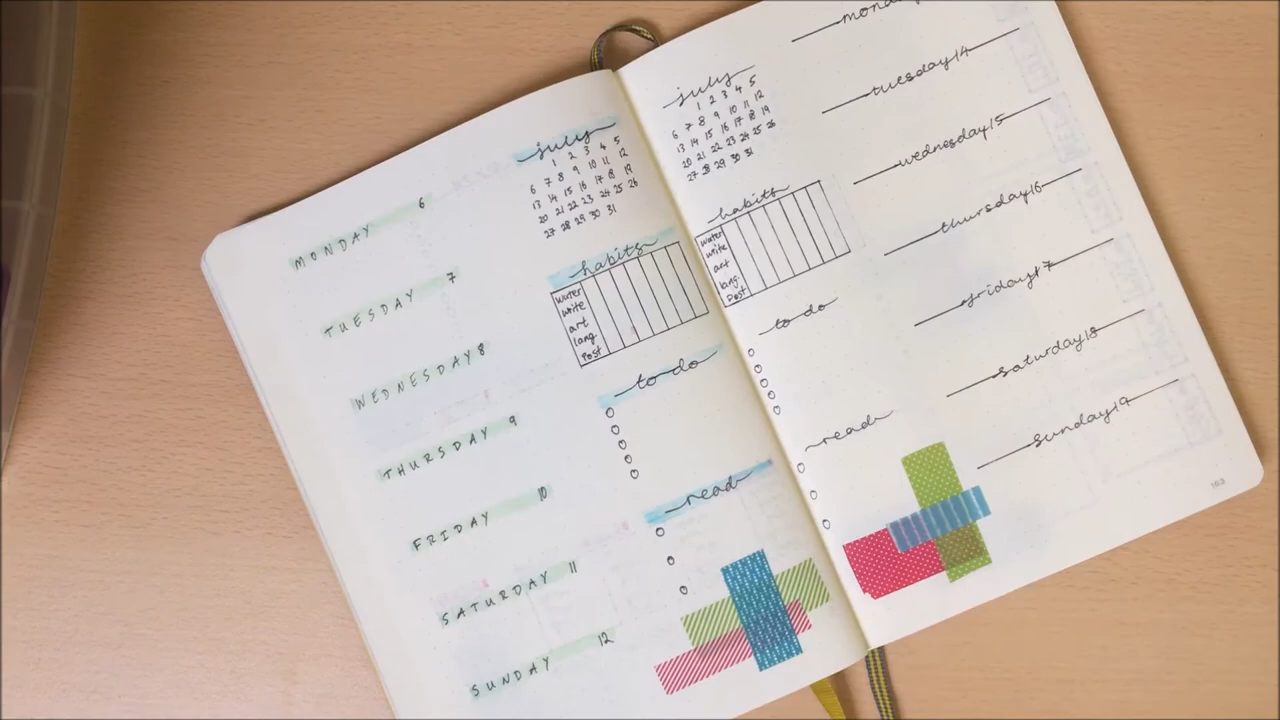 MONDAY 6
TUESDAY 7
WEDNESDAY 8
THURSDAY 9
FRIDAY 10
SATURDAY 11
SUNDAY 12
july
1 2 3 4 5
6 7 8 9 10 11 12
13 14 15 16 17 18 19
20 21 22 23 24 25 26
27 28 29 30 31
habits
water
write
art
lang.
Post
to do
read
july
1 2 3 4 5
6 7 8 9 10 11 12
13 14 15 16 17 18 19
20 21 22 23 24 25 26
27 28 29 30 31
habits
water
write
art
lang.
Post
to do
read
monday
tuesday 14
wednesday 15
thursday 16
friday 17
saturday 18
sunday 19
163